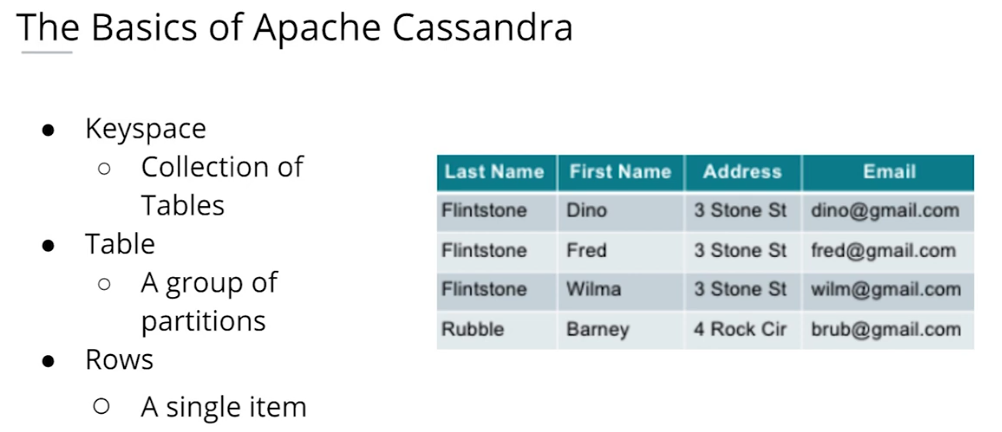 The Basics of Apache Cassandra
● Keyspace
○ Collection of
Tables
● Table
○ A group of
partitions
● Rows
○ A single item
Last Name First Name Address Email
Flintstone Dino 3 Stone St dino@gmail.com
Flintstone Fred 3 Stone St fred@gmail.com
Flintstone Wilma 3 Stone St wilm@gmail.com
Rubble Barney 4 Rock Cir brub@gmail.com